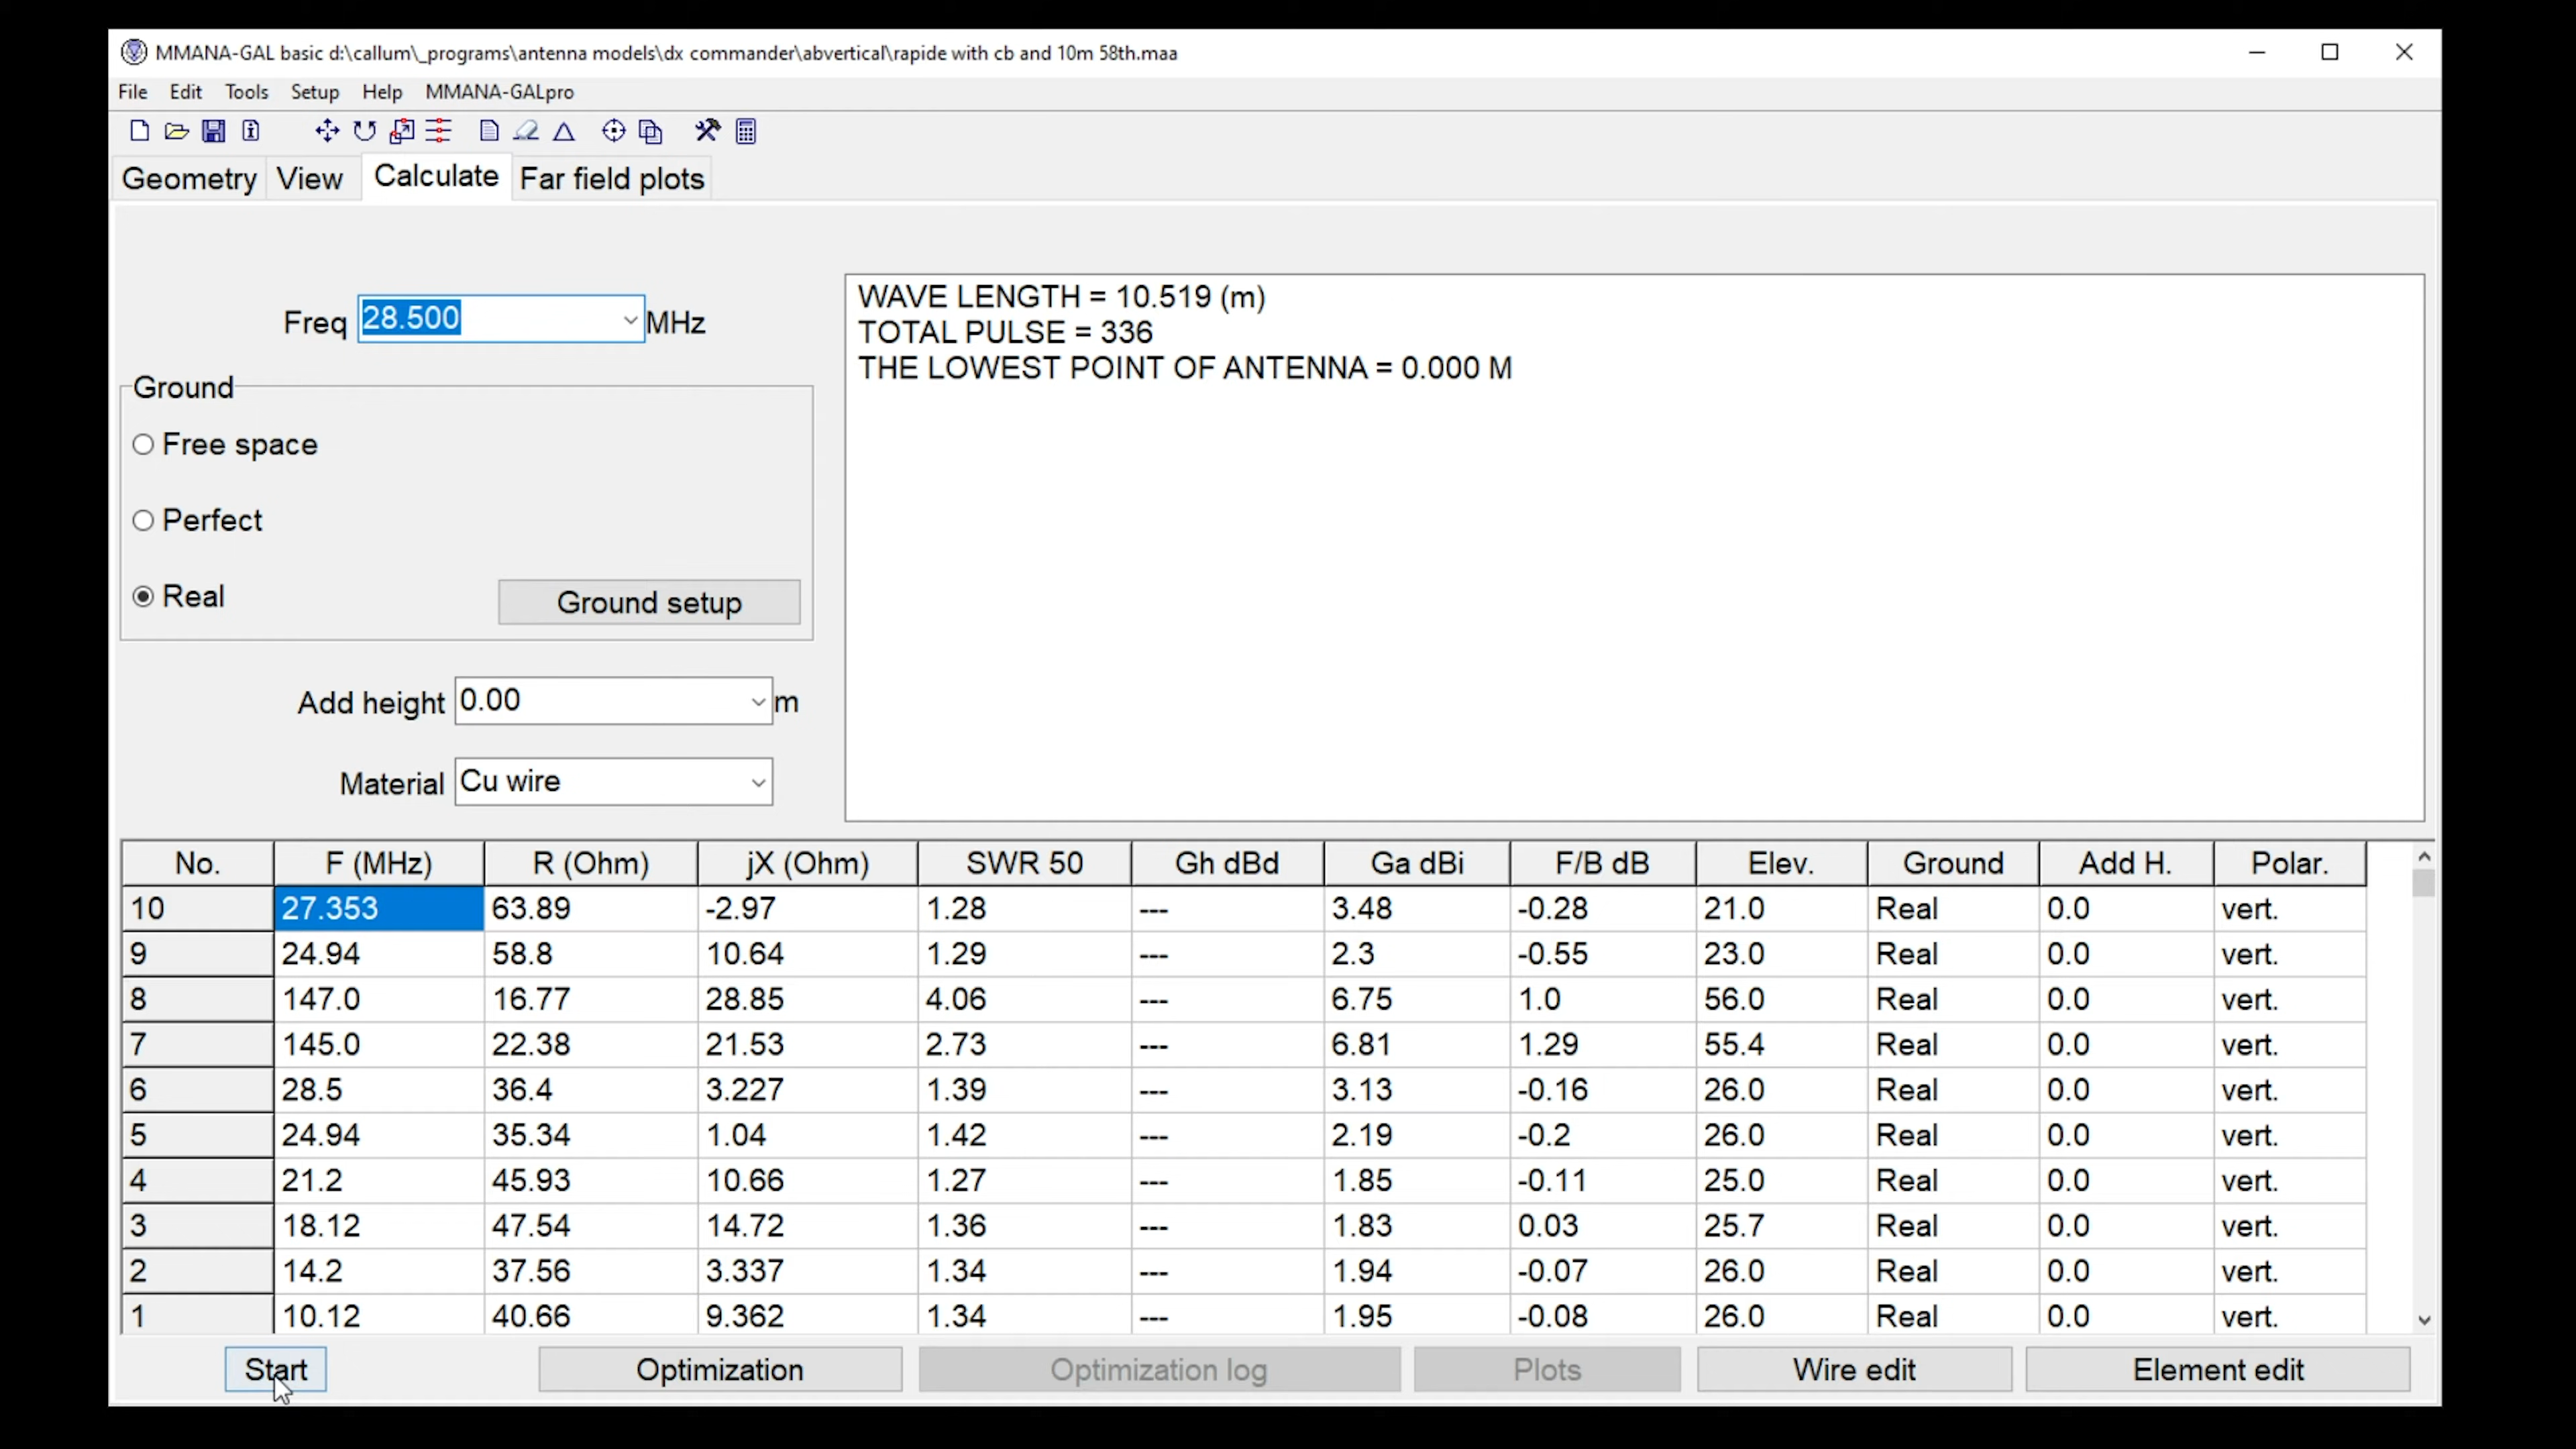 MMANA-GAL basic d:\callum\_programs\antenna models\dx commander\abvertical\rapide with cb and 10m 58th.maa
File Edit Tools Setup Help MMANA-GALpro
Geometry View Calculate Far field plots
Freq 28.500 MHz
Ground
Free space
Perfect
Real Ground setup
Add height 0.00 m
Material Cu wire
WAVE LENGTH = 10.519 (m)
TOTAL PULSE = 336
THE LOWEST POINT OF ANTENNA = 0.000 M
No. F (MHz) R (Ohm) jX (Ohm) SWR 50 Gh dBd Ga dBi F/B dB Elev. Ground Add H. Polar.
10 27.353 63.89 -2.97 1.28 --- 3.48 -0.28 21.0 Real 0.0 vert.
9 24.94 58.8 10.64 1.29 --- 2.3 -0.55 23.0 Real 0.0 vert.
8 147.0 16.77 28.85 4.06 --- 6.75 1.0 56.0 Real 0.0 vert.
7 145.0 22.38 21.53 2.73 --- 6.81 1.29 55.4 Real 0.0 vert.
6 28.5 36.4 3.227 1.39 --- 3.13 -0.16 26.0 Real 0.0 vert.
5 24.94 35.34 1.04 1.42 --- 2.19 -0.2 26.0 Real 0.0 vert.
4 21.2 45.93 10.66 1.27 --- 1.85 -0.11 25.0 Real 0.0 vert.
3 18.12 47.54 14.72 1.36 --- 1.83 0.03 25.7 Real 0.0 vert.
2 14.2 37.56 3.337 1.34 --- 1.94 -0.07 26.0 Real 0.0 vert.
1 10.12 40.66 9.362 1.34 --- 1.95 -0.08 26.0 Real 0.0 vert.
Start Optimization Optimization log Plots Wire edit Element edit